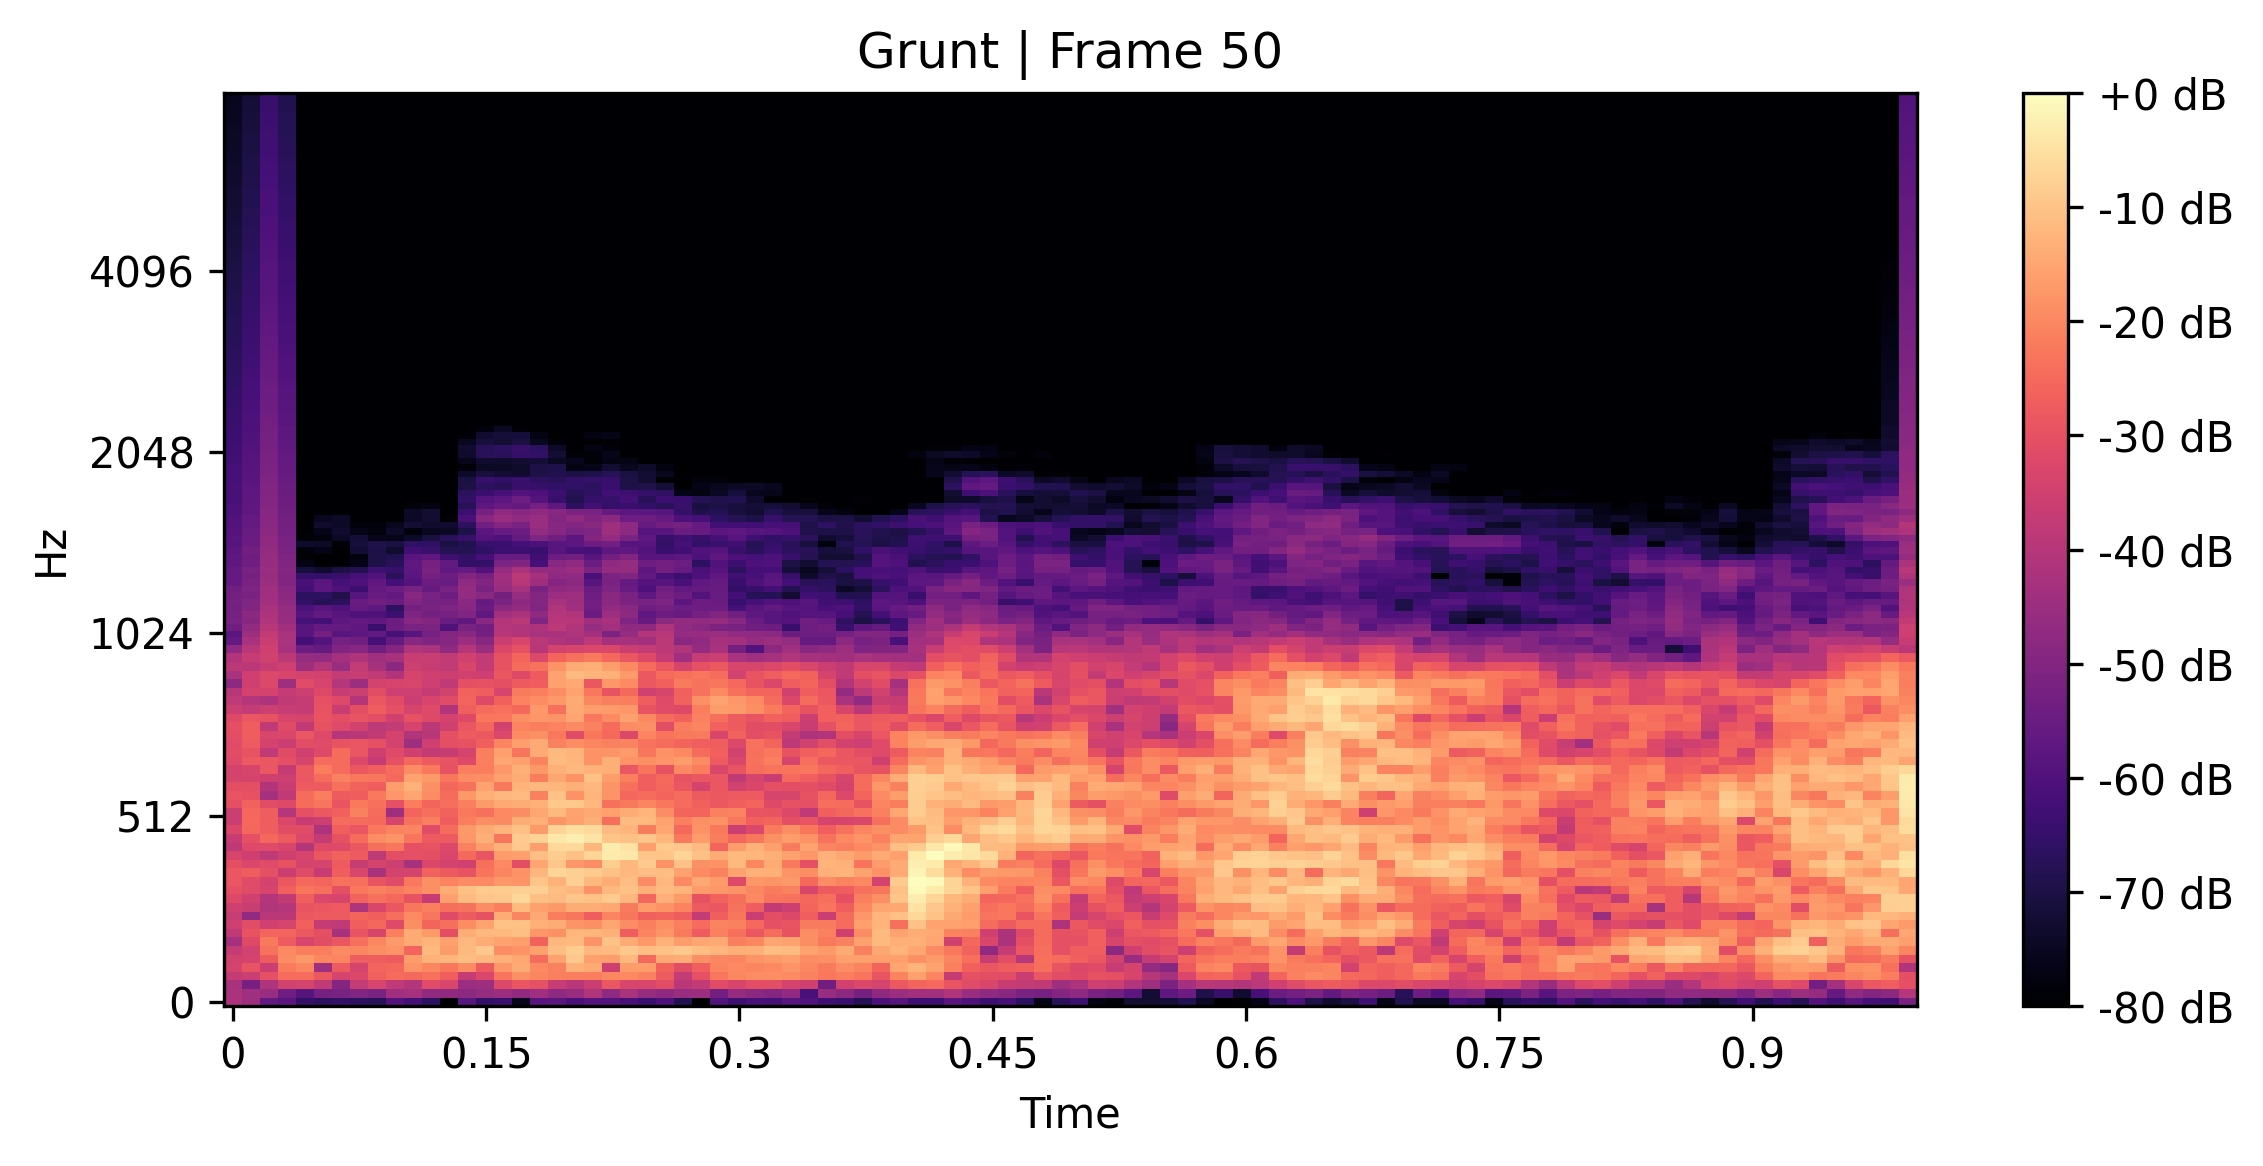 Grunt | Frame 50
Hz
4096
2048
1024
512
0
0 0.15 0.3 0.45 0.6 0.75 0.9
Time
+0 dB
-10 dB
-20 dB
-30 dB
-40 dB
-50 dB
-60 dB
-70 dB
-80 dB